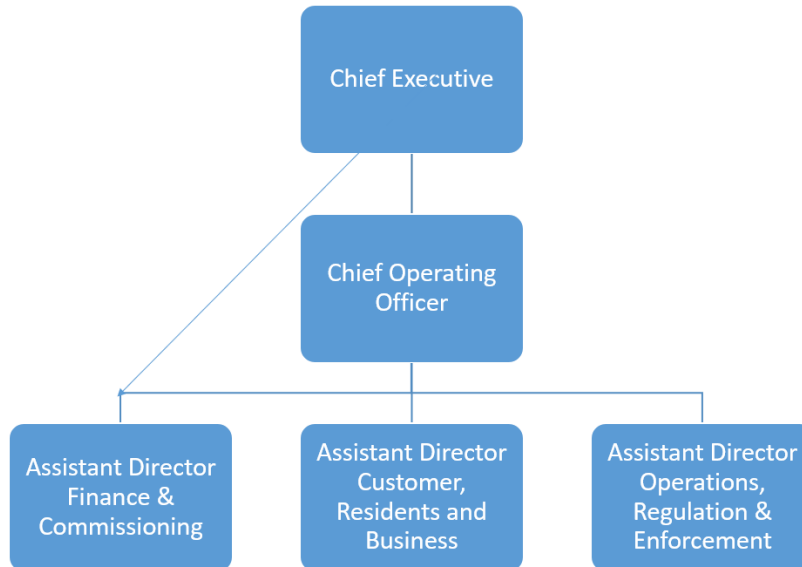 Chief Executive
Chief Operating
Officer
Assistant Director
Finance &
Commissioning
Assistant Director
Customer,
Residents and
Business
Assistant Director
Operations,
Regulation &
Enforcement